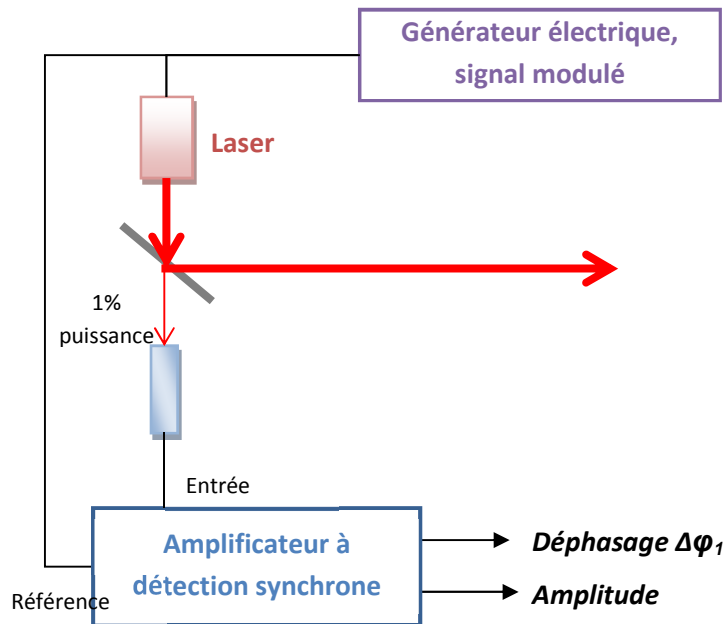 Générateur électrique,
signal modulé
Laser
1%
puissance
Entrée
Amplificateur à
détection synchrone
Référence
Déphasage Δφ₁
Amplitude